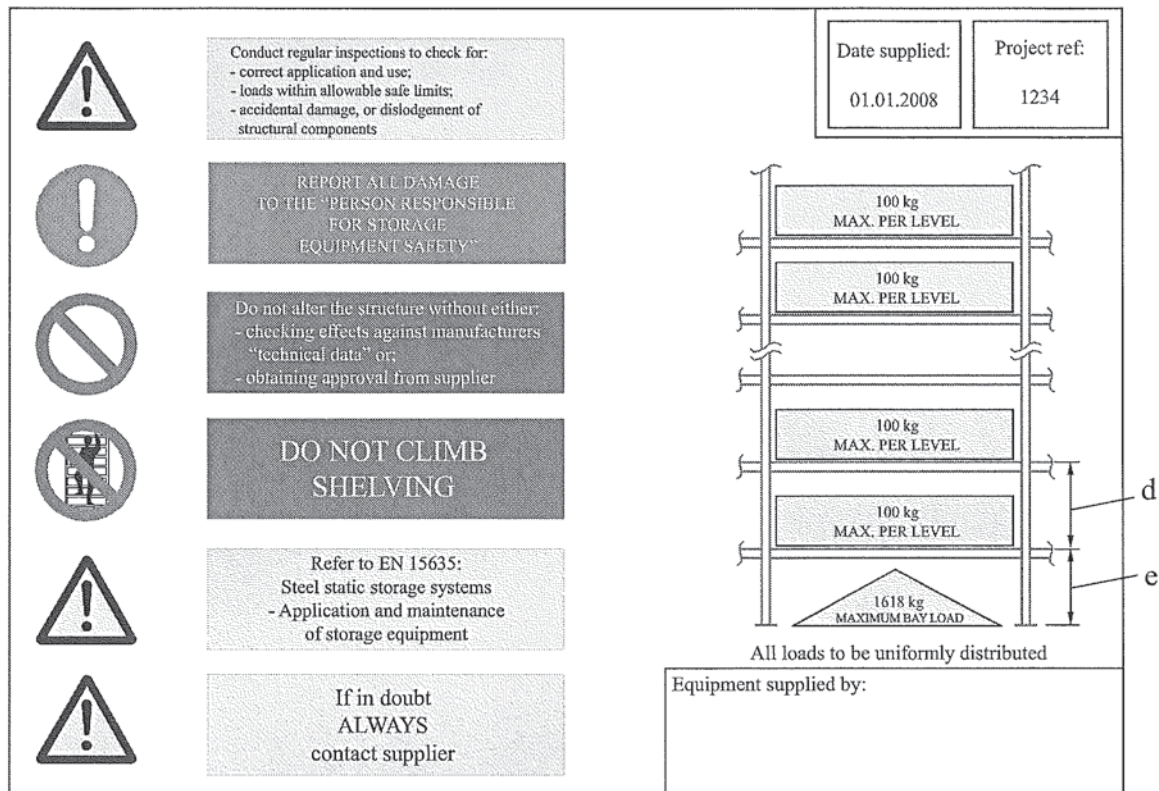 Conduct regular inspections to check for:
- correct application and use;
- loads within allowable safe limits;
- accidental damage, or dislodgement of
structural components
REPORT ALL DAMAGE
TO THE “PERSON RESPONSIBLE
FOR STORAGE
EQUIPMENT SAFETY”
Do not alter the structure without either:
- checking effects against manufacturers
“technical data” or;
- obtaining approval from supplier
DO NOT CLIMB
SHELVING
Refer to EN 15635:
Steel static storage systems
- Application and maintenance
of storage equipment
If in doubt
ALWAYS
contact supplier
Date supplied:
01.01.2008
Project ref:
1234
100 kg
MAX. PER LEVEL
100 kg
MAX. PER LEVEL
100 kg
MAX. PER LEVEL
100 kg
MAX. PER LEVEL
d
e
1618 kg
MAXIMUM BAY LOAD
All loads to be uniformly distributed
Equipment supplied by: